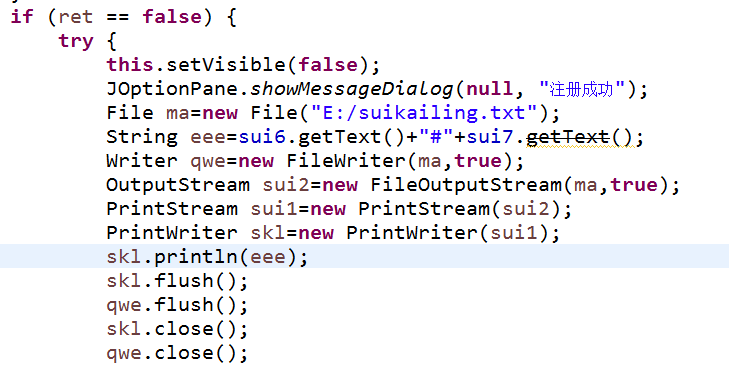 if (ret == false) {
try {
this.setVisible(false);
JOptionPane.showMessageDialog(null, "注册成功");
File ma=new File("E:/suikailing.txt");
String eee=sui6.getText()+"#"+sui7.getText();
Writer qwe=new FileWriter(ma,true);
OutputStream sui2=new FileOutputStream(ma,true);
PrintStream sui1=new PrintStream(sui2);
PrintWriter skl=new PrintWriter(sui1);
skl.println(eee);
skl.flush();
qwe.flush();
skl.close();
qwe.close();